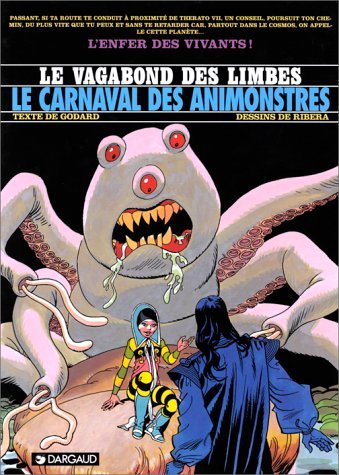 PASSANT, SI TA ROUTE TE CONDUIT À PROXIMITÉ DE THERATO VII, UN CONSEIL, POURSUIT TON CHE-
MIN, DU PLUS VITE QUE TU PEUX ET SANS TE RETARDER CAR, PARTOUT DANS LE COSMOS, ON APPEL-
LE CETTE PLANÈTE...
L'ENFER DES VIVANTS!
LE VAGABOND DES LIMBES
LE CARNAVAL DES ANIMONSTRES
TEXTE DE GODARD
DESSINS DE RIBERA
DARGAUD